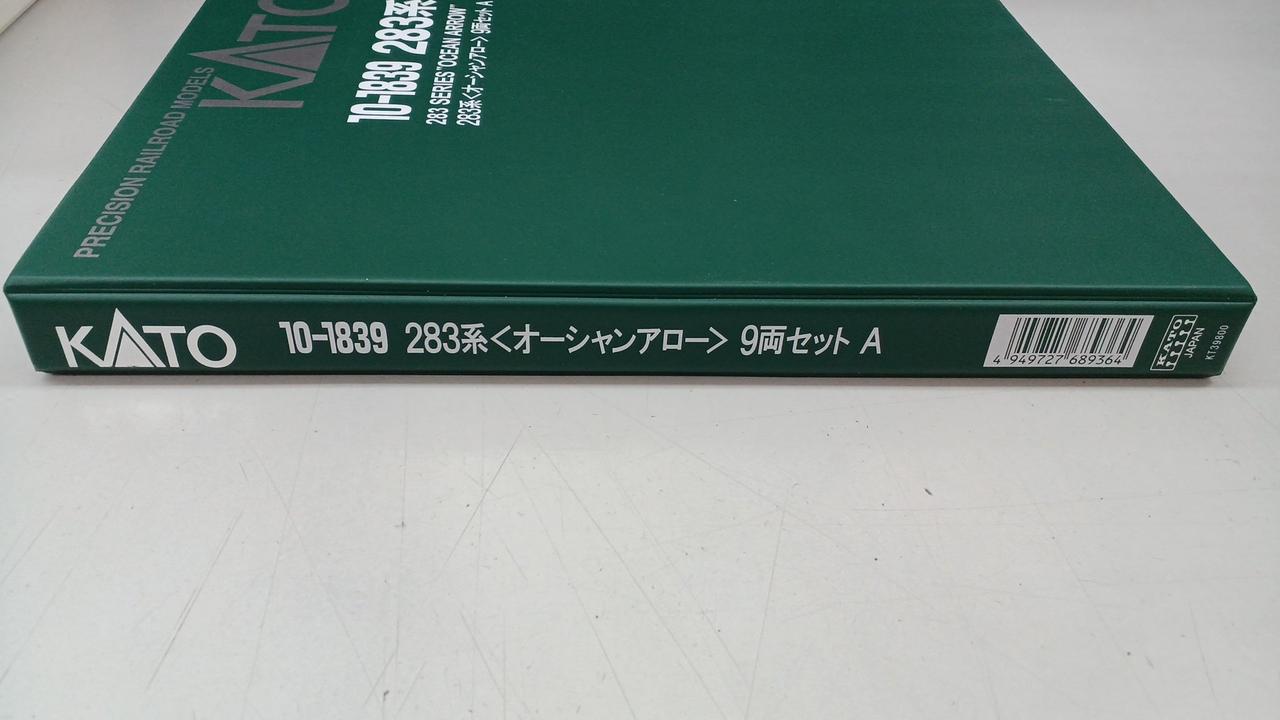 PRECISION RAILROAD MODELS
KATO
10-1839 283系
283 SERIES "OCEAN ARROW"
283系<オーシャンアロー> 9両セット A
KATO 10-1839 283系<オーシャンアロー> 9両セット A
4 949727 689364
KATO
JAPAN
KT39800